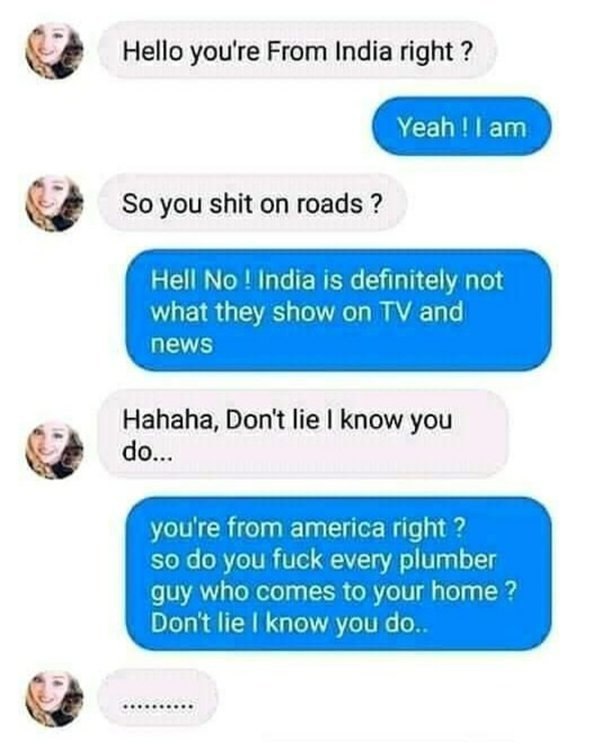 Hello you're From India right ?
Yeah ! I am
So you shit on roads ?
Hell No ! India is definitely not
what they show on TV and
news
Hahaha, Don't lie I know you
do...
you're from america right ?
so do you fuck every plumber
guy who comes to your home ?
Don't lie I know you do..
..........